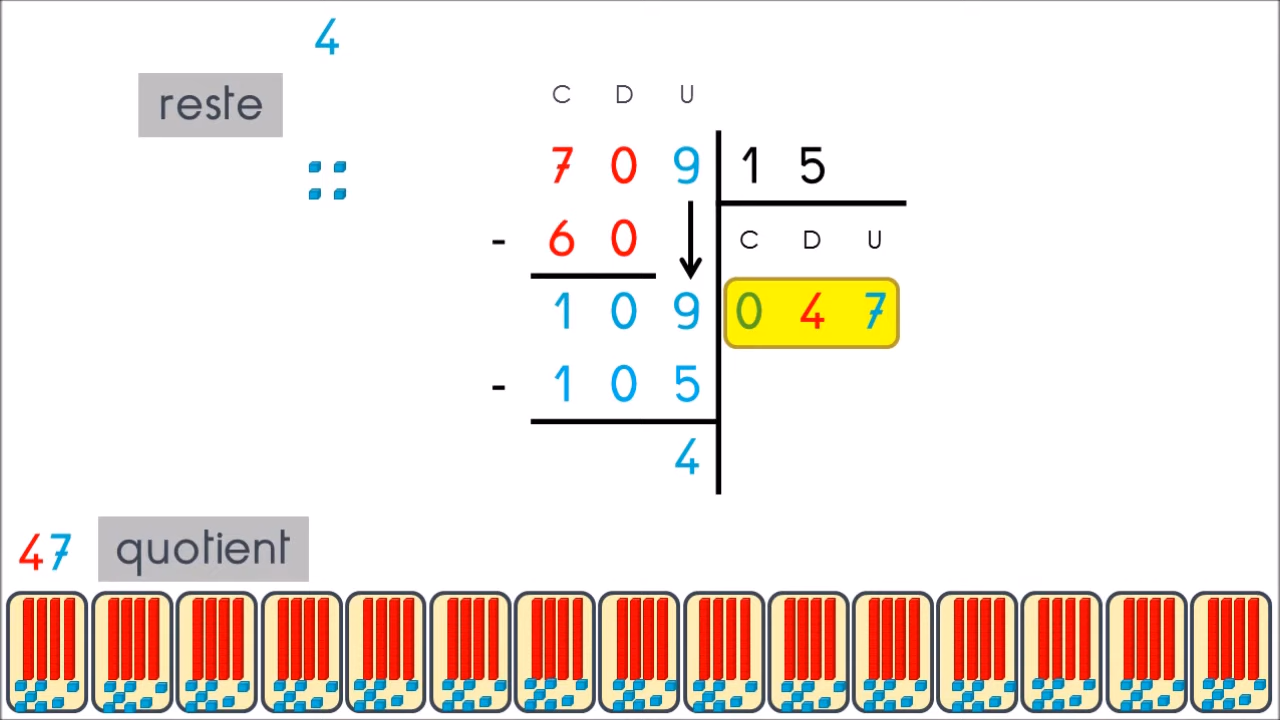 4
reste
C D U
7 0 9 1 5
- 6 0 C D U
1 0 9 0 4 7
- 1 0 5
4
47 quotient